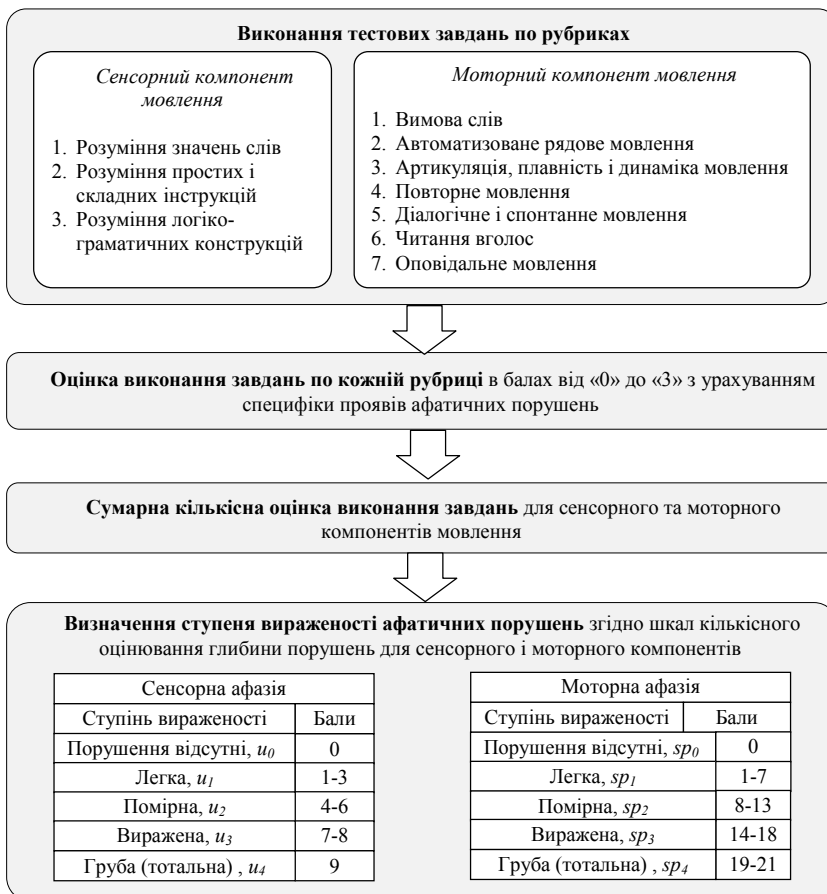 Виконання тестових завдань по рубриках
Сенсорний компонент
мовлення
1. Розуміння значень слів
2. Розуміння простих і
складних інструкцій
3. Розуміння логіко-
граматичних конструкцій
Моторний компонент мовлення
1. Вимова слів
2. Автоматизоване рядове мовлення
3. Артикуляція, плавність і динаміка мовлення
4. Повторне мовлення
5. Діалогічне і спонтанне мовлення
6. Читання вголос
7. Оповідальне мовлення
Оцінка виконання завдань по кожній рубриці в балах від «0» до «3» з урахуванням
специфіки проявів афатичних порушень
Сумарна кількісна оцінка виконання завдань для сенсорного та моторного
компонентів мовлення
Визначення ступеня вираженості афатичних порушень згідно шкал кількісного
оцінювання глибини порушень для сенсорного і моторного компонентів
Сенсорна афазія
Ступінь вираженості Бали
Порушення відсутні, u0 0
Легка, u1 1-3
Помірна, u2 4-6
Виражена, u3 7-8
Груба (тотальна) , u4 9
Моторна афазія
Ступінь вираженості Бали
Порушення відсутні, sp0 0
Легка, sp1 1-7
Помірна, sp2 8-13
Виражена, sp3 14-18
Груба (тотальна) , sp4 19-21